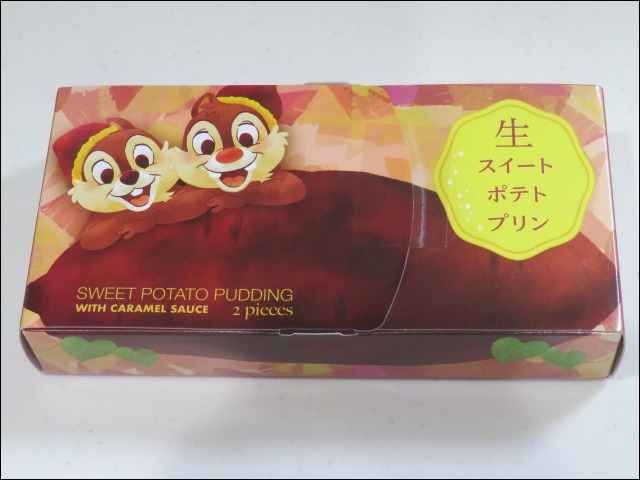 生
スイート
ポテト
プリン
SWEET POTATO PUDDING
WITH CARAMEL SAUCE 2 pieces